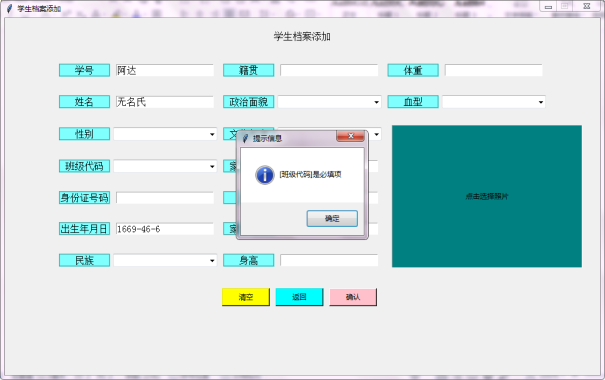 学生档案添加
学生档案添加
学号 阿达 籍贯 体重
姓名 无名氏 政治面貌 血型
性别
提示信息
班级代码
[班级代码]是必填项
点击选择照片
身份证号码
确定
出生年月日 1669-46-6
民族 身高
清空 返回 确认